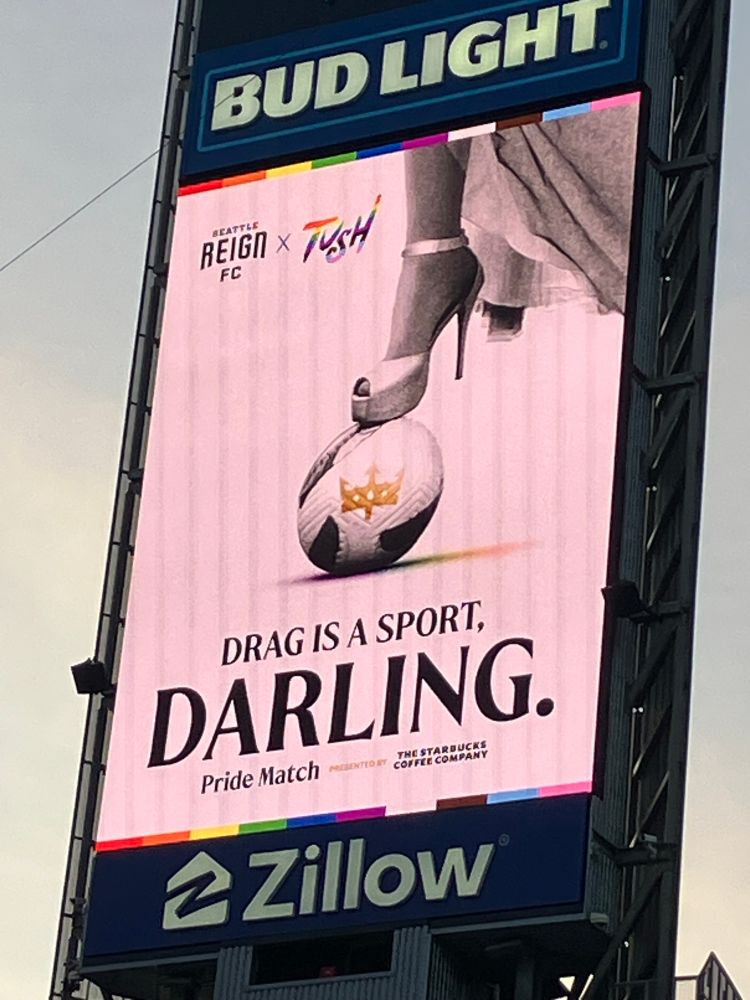 BUD LIGHT
SEATTLE
REIGN X TUSH
FC
DRAG IS A SPORT,
DARLING.
Pride Match PRESENTED BY THE STARBUCKS
COFFEE COMPANY
Zillow®